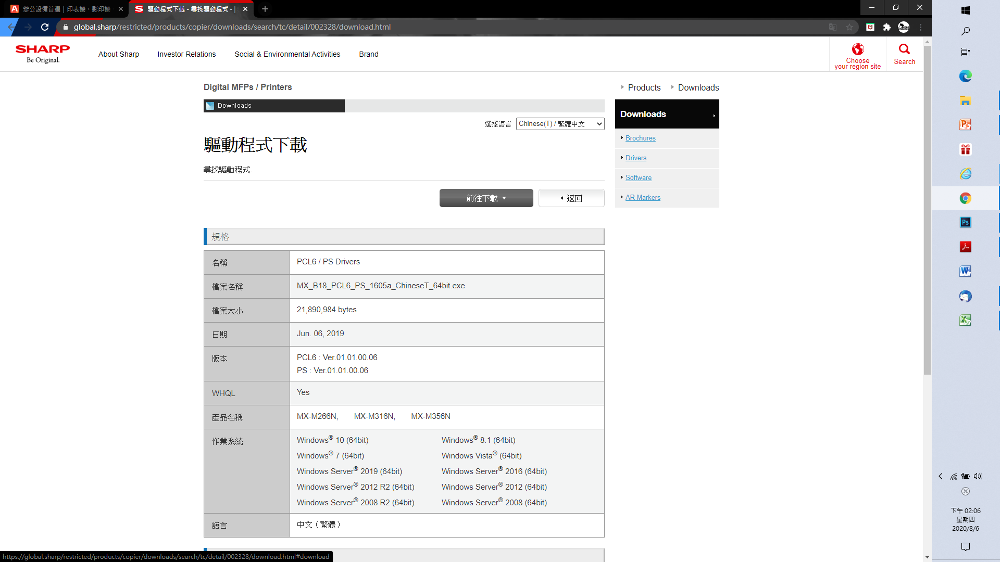 辦公設備首選 | 印表機、影印機
驅動程式下載 - 尋找驅動程式 - |
global.sharp/restricted/products/copier/downloads/search/tc/detail/002328/download.html
SHARP
Be Original.
About Sharp
Investor Relations
Social & Environmental Activities
Brand
Choose
your region site
Search
Digital MFPs / Printers
Products
Downloads
Downloads
選擇語言
Chinese(T) / 繁體中文
Downloads
Brochures
Drivers
Software
AR Markers
驅動程式下載
尋找驅動程式.
前往下載
返回
規格
名稱 PCL6 / PS Drivers
檔案名稱 MX_B18_PCL6_PS_1605a_ChineseT_64bit.exe
檔案大小 21,890,984 bytes
日期 Jun. 06, 2019
版本 PCL6 : Ver.01.01.00.06
PS : Ver.01.01.00.06
WHQL Yes
產品名稱 MX-M266N, MX-M316N, MX-M356N
作業系統 Windows® 10 (64bit) Windows® 8.1 (64bit)
Windows® 7 (64bit) Windows Vista® (64bit)
Windows Server® 2019 (64bit) Windows Server® 2016 (64bit)
Windows Server® 2012 R2 (64bit) Windows Server® 2012 (64bit)
Windows Server® 2008 R2 (64bit) Windows Server® 2008 (64bit)
語言 中文（繁體）
https://global.sharp/restricted/products/copier/downloads/search/tc/detail/002328/download.html#download
下午 02:06
星期四
2020/8/6